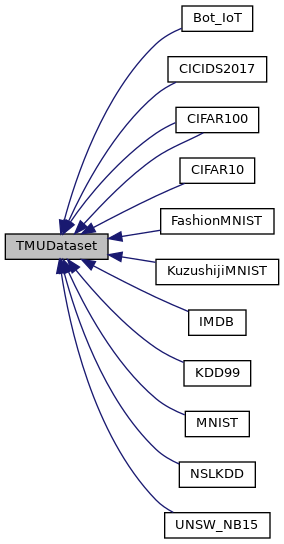 Bot_IoT
CICIDS2017
CIFAR100
CIFAR10
FashionMNIST
TMUDataset
KuzushijiMNIST
IMDB
KDD99
MNIST
NSLKDD
UNSW_NB15